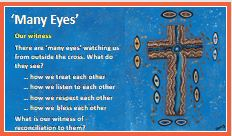 ‘Many Eyes’
Our witness
There are ‘many eyes’ watching us
from outside the cross. What do
they see?
... how we treat each other
... how we listen to each other
... how we respect each other
... how we bless each other
What is our witness of
reconciliation to them?